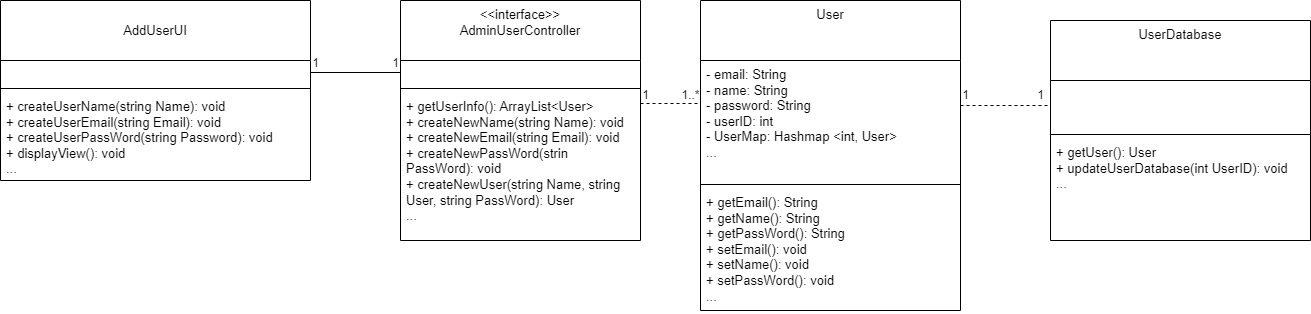 AddUserUI
+ createUserName(string Name): void
+ createUserEmail(string Email): void
+ createUserPassWord(string Password): void
+ displayView(): void
...
1
1
<<interface>>
AdminUserController
+ getUserInfo(): ArrayList<User>
+ createNewName(string Name): void
+ createNewEmail(string Email): void
+ createNewPassWord(strin
PassWord): void
+ createNewUser(string Name, string
User, string PassWord): User
...
1
1..*
User
- email: String
- name: String
- password: String
- userID: int
- UserMap: Hashmap <int, User>
...
+ getEmail(): String
+ getName(): String
+ getPassWord(): String
+ setEmail(): void
+ setName(): void
+ setPassWord(): void
...
1
1
UserDatabase
+ getUser(): User
+ updateUserDatabase(int UserID): void
...